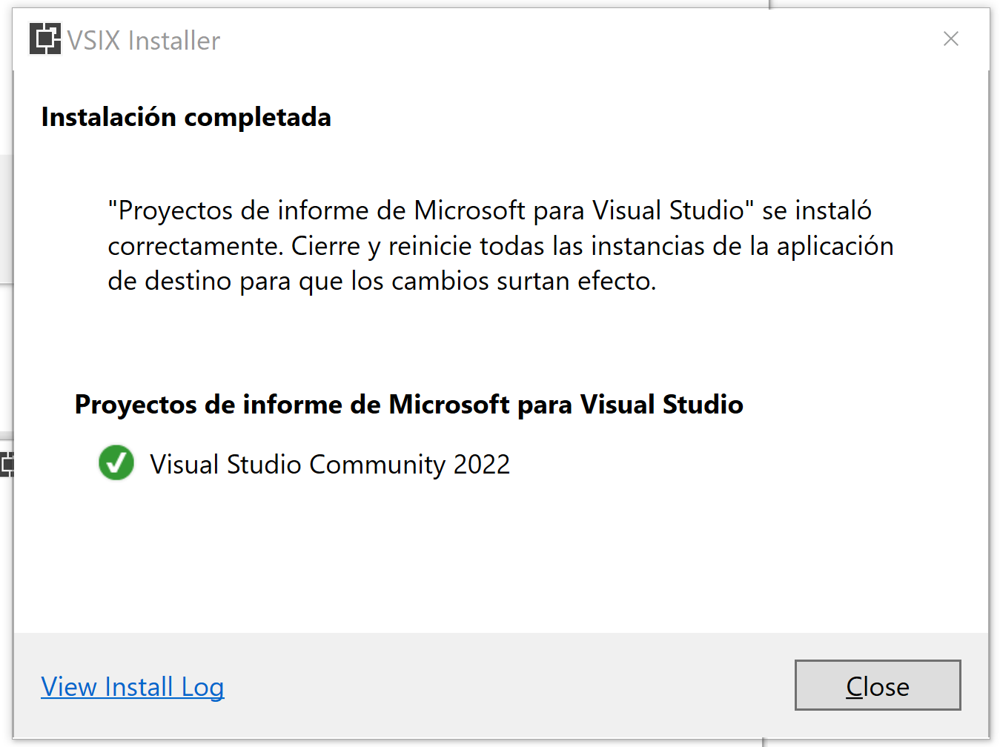 VSIX Installer
Instalación completada
"Proyectos de informe de Microsoft para Visual Studio" se instaló
correctamente. Cierre y reinicie todas las instancias de la aplicación
de destino para que los cambios surtan efecto.
Proyectos de informe de Microsoft para Visual Studio
Visual Studio Community 2022
View Install Log
Close